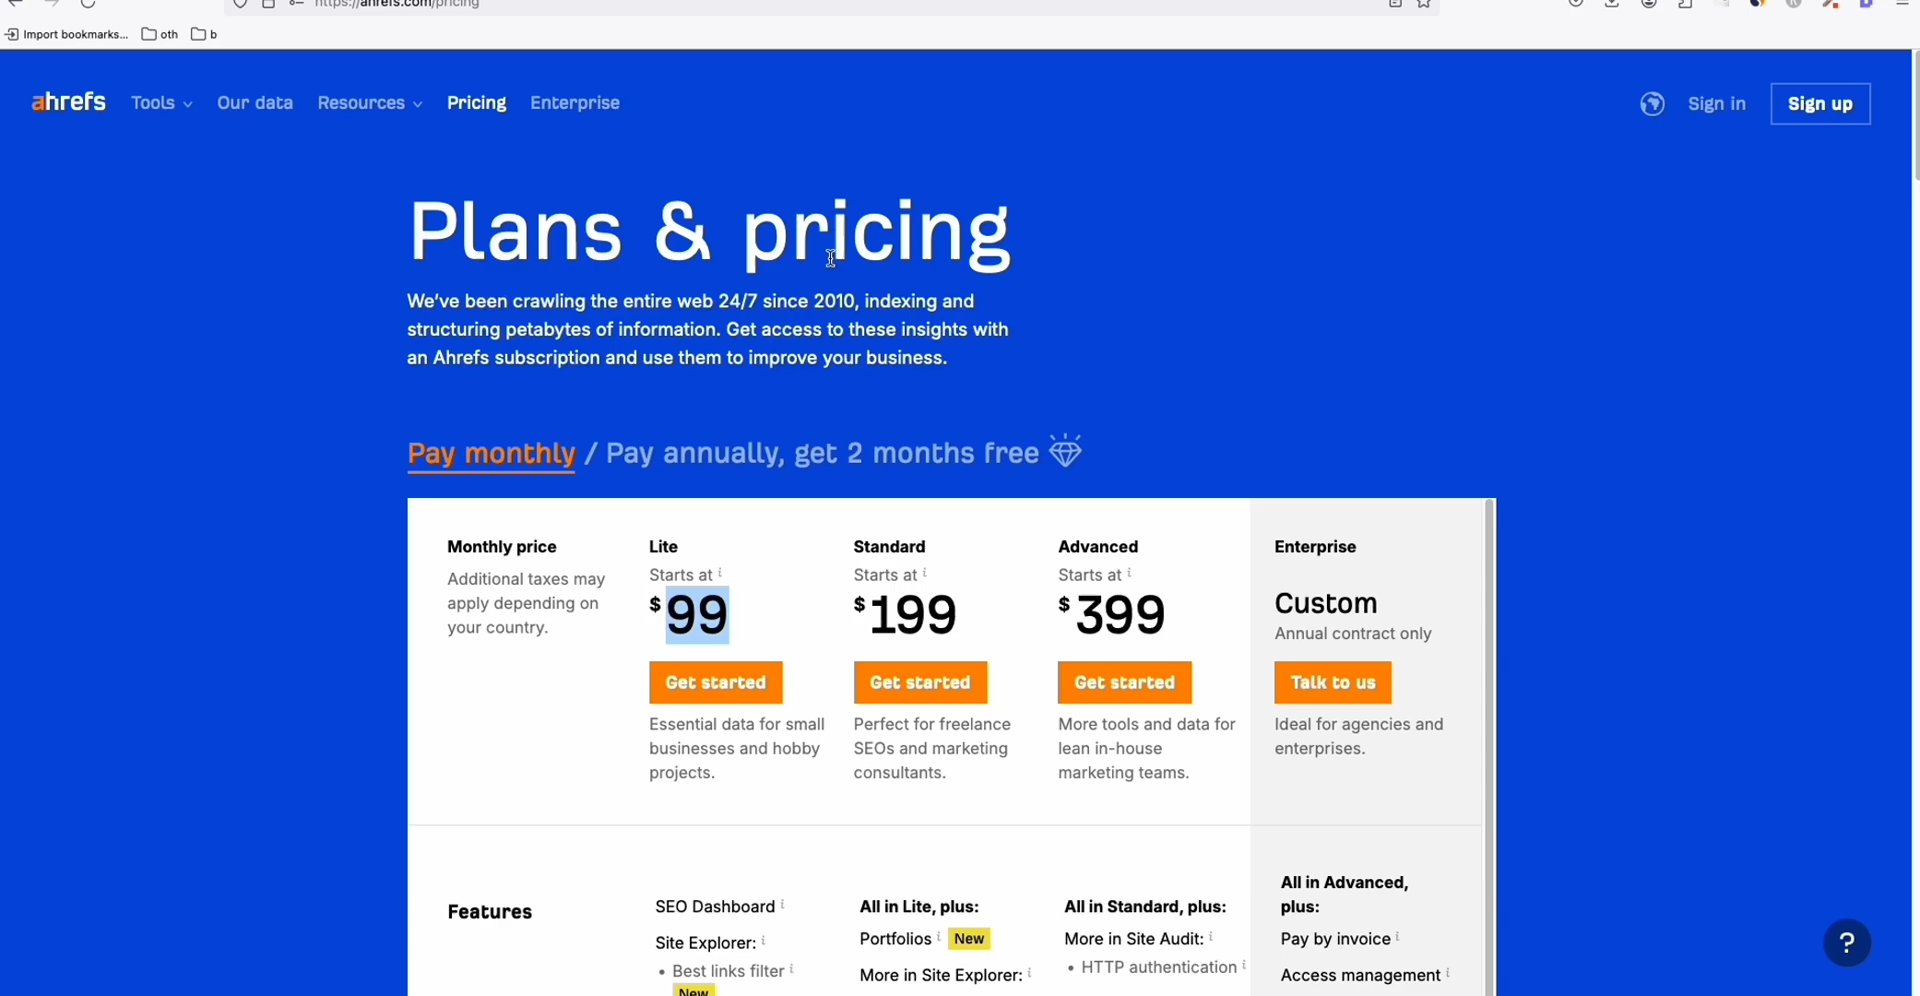 https://ahrefs.com/pricing
Import bookmarks...
oth
b
ahrefs
Tools
Our data
Resources
Pricing
Enterprise
Sign in
Sign up
Plans & pricing
We've been crawling the entire web 24/7 since 2010, indexing and
structuring petabytes of information. Get access to these insights with
an Ahrefs subscription and use them to improve your business.
Pay monthly / Pay annually, get 2 months free
Monthly price
Additional taxes may
apply depending on
your country.
Lite
Starts at i
$99
Get started
Essential data for small
businesses and hobby
projects.
Standard
Starts at i
$199
Get started
Perfect for freelance
SEOs and marketing
consultants.
Advanced
Starts at i
$399
Get started
More tools and data for
lean in-house
marketing teams.
Enterprise
Custom
Annual contract only
Talk to us
Ideal for agencies and
enterprises.
Features
SEO Dashboard i
Site Explorer: i
• Best links filter i
New
All in Lite, plus:
Portfolios i New
More in Site Explorer: i
All in Standard, plus:
More in Site Audit: i
• HTTP authentication i
All in Advanced,
plus:
Pay by invoice i
Access management i
?